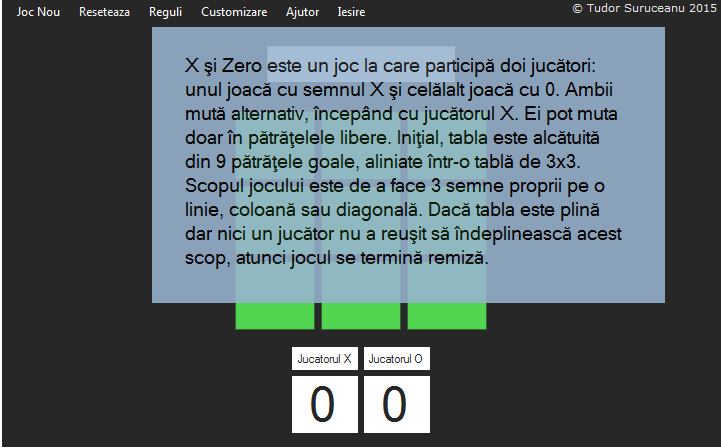 Joc Nou Reseteaza Reguli Customizare Ajutor Iesire
© Tudor Suruceanu 2015
X şi Zero este un joc la care participă doi jucători:
unul joacă cu semnul X şi celălalt joacă cu 0. Ambii
mută alternativ, începând cu jucătorul X. Ei pot muta
doar în pătrăţelele libere. Iniţial, tabla este alcătuită
din 9 pătrăţele goale, aliniate într-o tablă de 3x3.
Scopul jocului este de a face 3 semne proprii pe o
linie, coloană sau diagonală. Dacă tabla este plină
dar nici un jucător nu a reuşit să îndeplinească acest
scop, atunci jocul se termină remiză.
Jucatorul X Jucatorul O
0 0